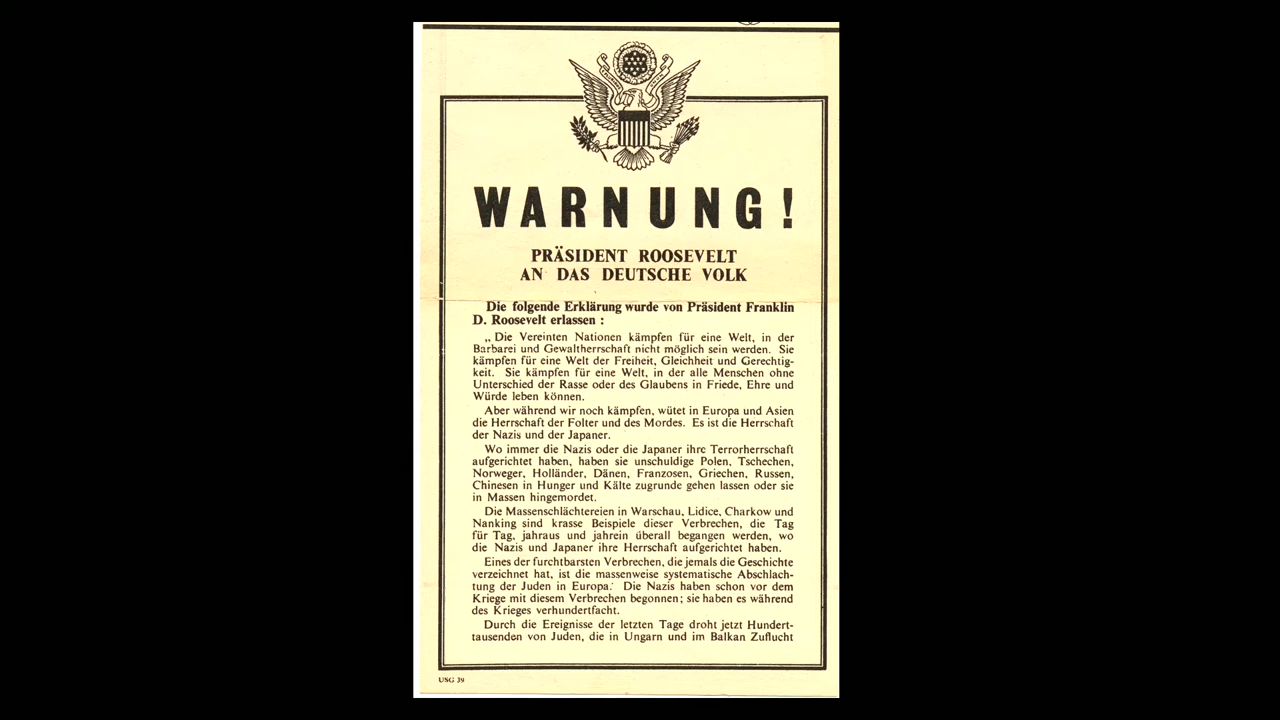 WARNUNG!
PRÄSIDENT ROOSEVELT
AN DAS DEUTSCHE VOLK
Die folgende Erklärung wurde von Präsident Franklin
D. Roosevelt erlassen :
„ Die Vereinten Nationen kämpfen für eine Welt, in der
Barbarei und Gewaltherrschaft nicht möglich sein werden. Sie
kämpfen für eine Welt der Freiheit, Gleichheit und Gerechtig-
keit. Sie kämpfen für eine Welt, in der alle Menschen ohne
Unterschied der Rasse oder des Glaubens in Friede, Ehre und
Würde leben können.
Aber während wir noch kämpfen, wütet in Europa und Asien
die Herrschaft der Folter und des Mordes. Es ist die Herrschaft
der Nazis und der Japaner.
Wo immer die Nazis oder die Japaner ihre Terrorherrschaft
aufgerichtet haben, haben sie unschuldige Polen, Tschechen,
Norweger, Holländer, Dänen, Franzosen, Griechen, Russen,
Chinesen in Hunger und Kälte zugrunde gehen lassen oder sie
in Massen hingemordet.
Die Massenschlächtereien in Warschau, Lidice, Charkow und
Nanking sind krasse Beispiele dieser Verbrechen, die Tag
für Tag, jahraus und jahrein überall begangen werden, wo
die Nazis und Japaner ihre Herrschaft aufgerichtet haben.
Eines der furchtbarsten Verbrechen, die jemals die Geschichte
verzeichnet hat, ist die massenweise systematische Abschlach-
tung der Juden in Europa. Die Nazis haben schon vor dem
Kriege mit diesem Verbrechen begonnen; sie haben es während
des Krieges verhundertfacht.
Durch die Ereignisse der letzten Tage droht jetzt Hundert-
tausenden von Juden, die in Ungarn und im Balkan Zuflucht
USG 39